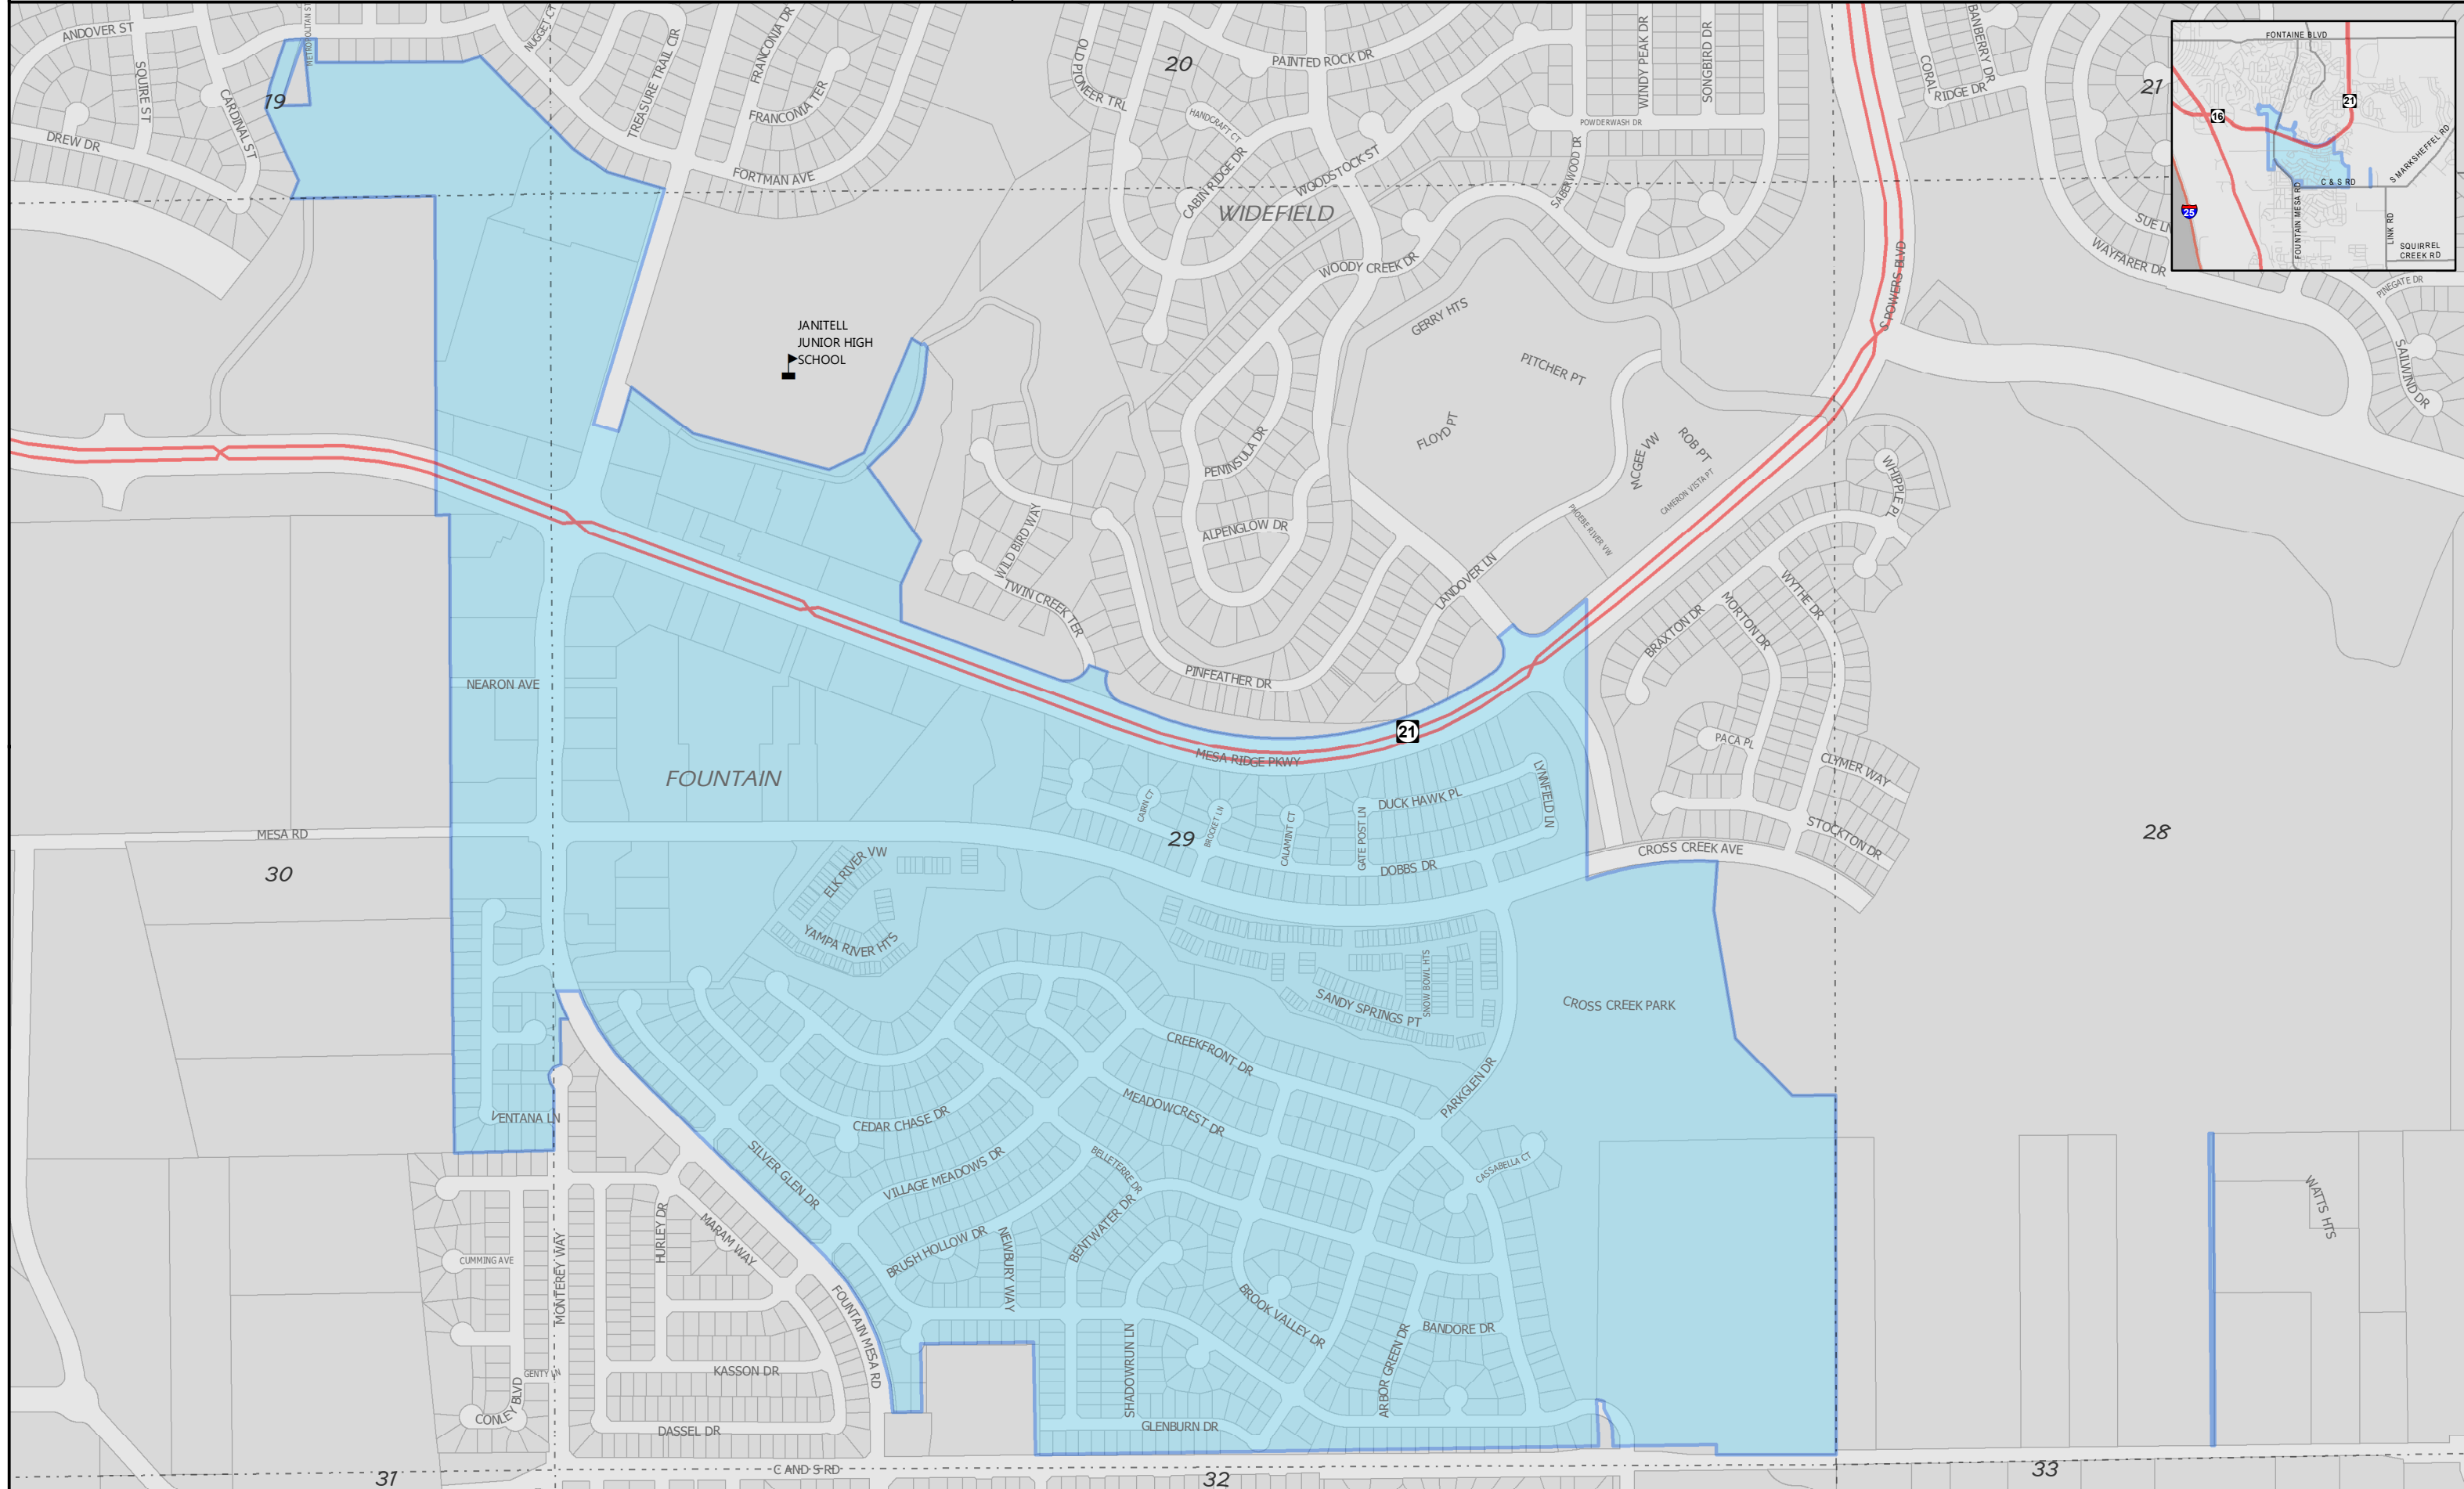 ANDOVER ST
METROPOLITAN ST
NUGGET CT
TREASURE TRAIL CIR
FRANCONIA DR
FRANCONIA TER
FORTMAN AVE
SQUIRE ST
CARDINAL ST
DREW DR
19
OLD PIONEER TRL
20
PAINTED ROCK DR
HANDCRAFT CT
CABIN RIDGE DR
WOODSTOCK ST
WIDEFIELD
WINDY PEAK DR
SONGBIRD DR
POWDERWASH DR
SABERWOOD DR
WOODY CREEK DR
S POWERS BLVD
CORAL
RIDGE DR
BANBERRY DR
21
SUE LN
WAYFARER DR
PINEGATE DR
SAILWIND DR
FONTAINE BLVD
16
21
25
S MARKSHEFFEL RD
C & S RD
FOUNTAIN MESA RD
LINK RD
SQUIRREL
CREEK RD
JANITELL
JUNIOR HIGH
SCHOOL
GERRY HTS
PITCHER PT
FLOYD PT
MCGEE VW
ROB PT
CAMERON VISTA PT
PHOEBE RIVER VW
PENINSULA DR
ALPENGLOW DR
WILD BIRD WAY
TWIN CREEK TER
LANDOVER LN
PINFEATHER DR
WHIPPLE PL
WYTHE DR
MORTON DR
BRAXTON DR
PACA PL
CLYMER WAY
STOCKTON DR
CROSS CREEK AVE
28
NEARON AVE
FOUNTAIN
21
MESA RIDGE PKWY
LYNNFIELD LN
DUCK HAWK PL
CAIRN CT
BROCKET LN
CALAMINT CT
GATE POST LN
DOBBS DR
29
MESA RD
30
ELK RIVER VW
YAMPA RIVER HTS
SNOW BOWL HTS
SANDY SPRINGS PT
CROSS CREEK PARK
CREEKFRONT DR
PARKGLEN DR
MEADOWCREST DR
CEDAR CHASE DR
VENTANA LN
SILVER GLEN DR
VILLAGE MEADOWS DR
BELLETERRE DR
CASSABELLA CT
BENTWATER DR
BRUSH HOLLOW DR
NEWBURY WAY
WATTS HTS
HURLEY DR
MARAM WAY
CUMMING AVE
MONTEREY WAY
FOUNTAIN MESA RD
BROOK VALLEY DR
BANDORE DR
ARBOR GREEN DR
SHADOWRUN LN
KASSON DR
GENTY LN
CONLEY BLVD
DASSEL DR
GLENBURN DR
C AND S RD
31
32
33